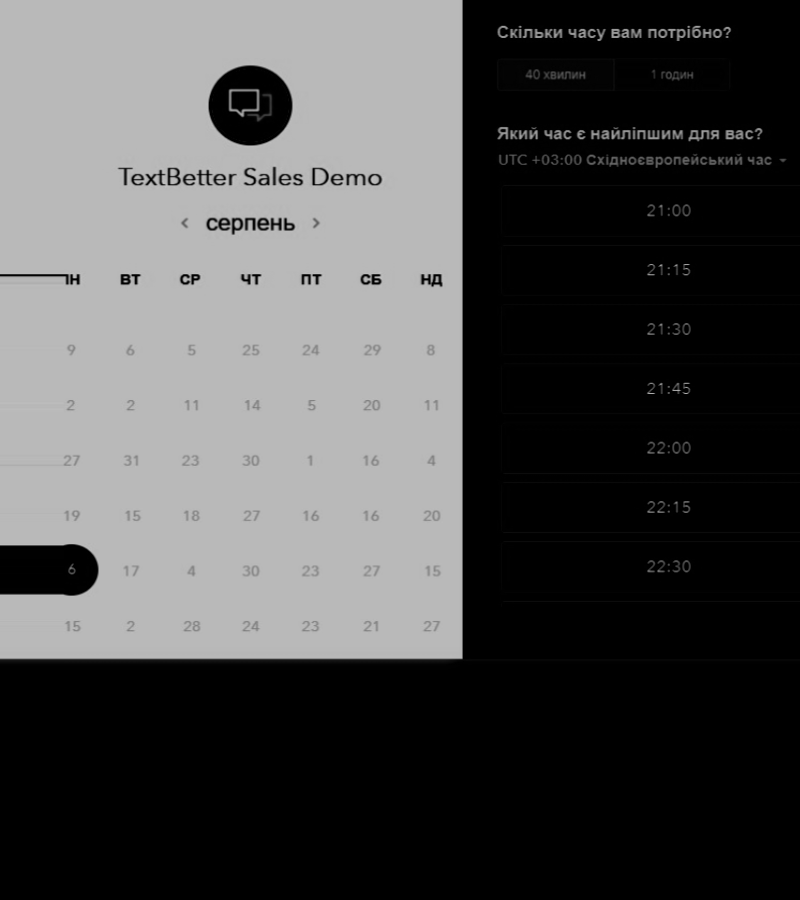 TextBetter Sales Demo
серпень
ІН ВТ СР ЧТ ПТ СБ НД
9 6 5 25 24 29 8
2 2 11 14 5 20 11
27 31 23 30 1 16 4
19 15 18 27 16 16 20
6 17 4 30 23 27 15
15 2 28 24 23 21 27
Скільки часу вам потрібно?
40 хвилин 1 годин
Який час є найліпшим для вас?
UTC +03:00 Східноєвропейський час
21:00
21:15
21:30
21:45
22:00
22:15
22:30